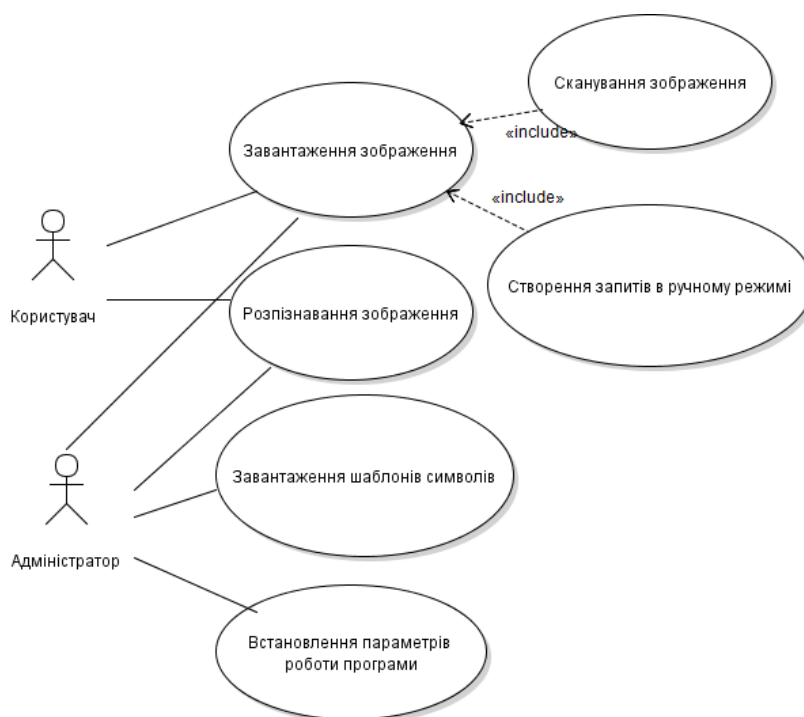 Сканування зображення
«include»
Завантаження зображення
«include»
Створення запитів в ручному режимі
Користувач
Розпізнавання зображення
Завантаження шаблонів символів
Адміністратор
Встановлення параметрів
роботи програми